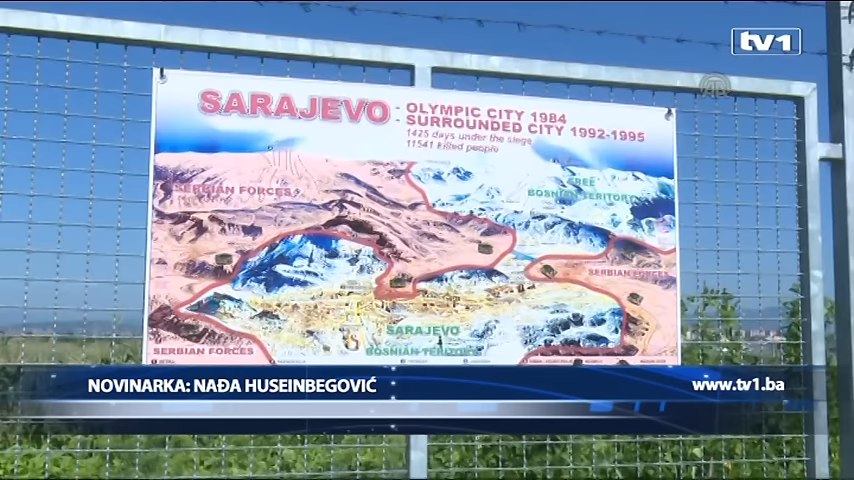 tv1
SARAJEVO - OLYMPIC CITY 1984
SURROUNDED CITY 1992-1995
1425 days under the siege
11541 killed people
SERBIAN FORCES
FREE
BOSNIAN TERITORY
SERBIAN FORCES
SARAJEVO
BOSNIAN TERITORY
SERBIAN FORCES
NOVINARKA: NAĐA HUSEINBEGOVIĆ
www.tv1.ba